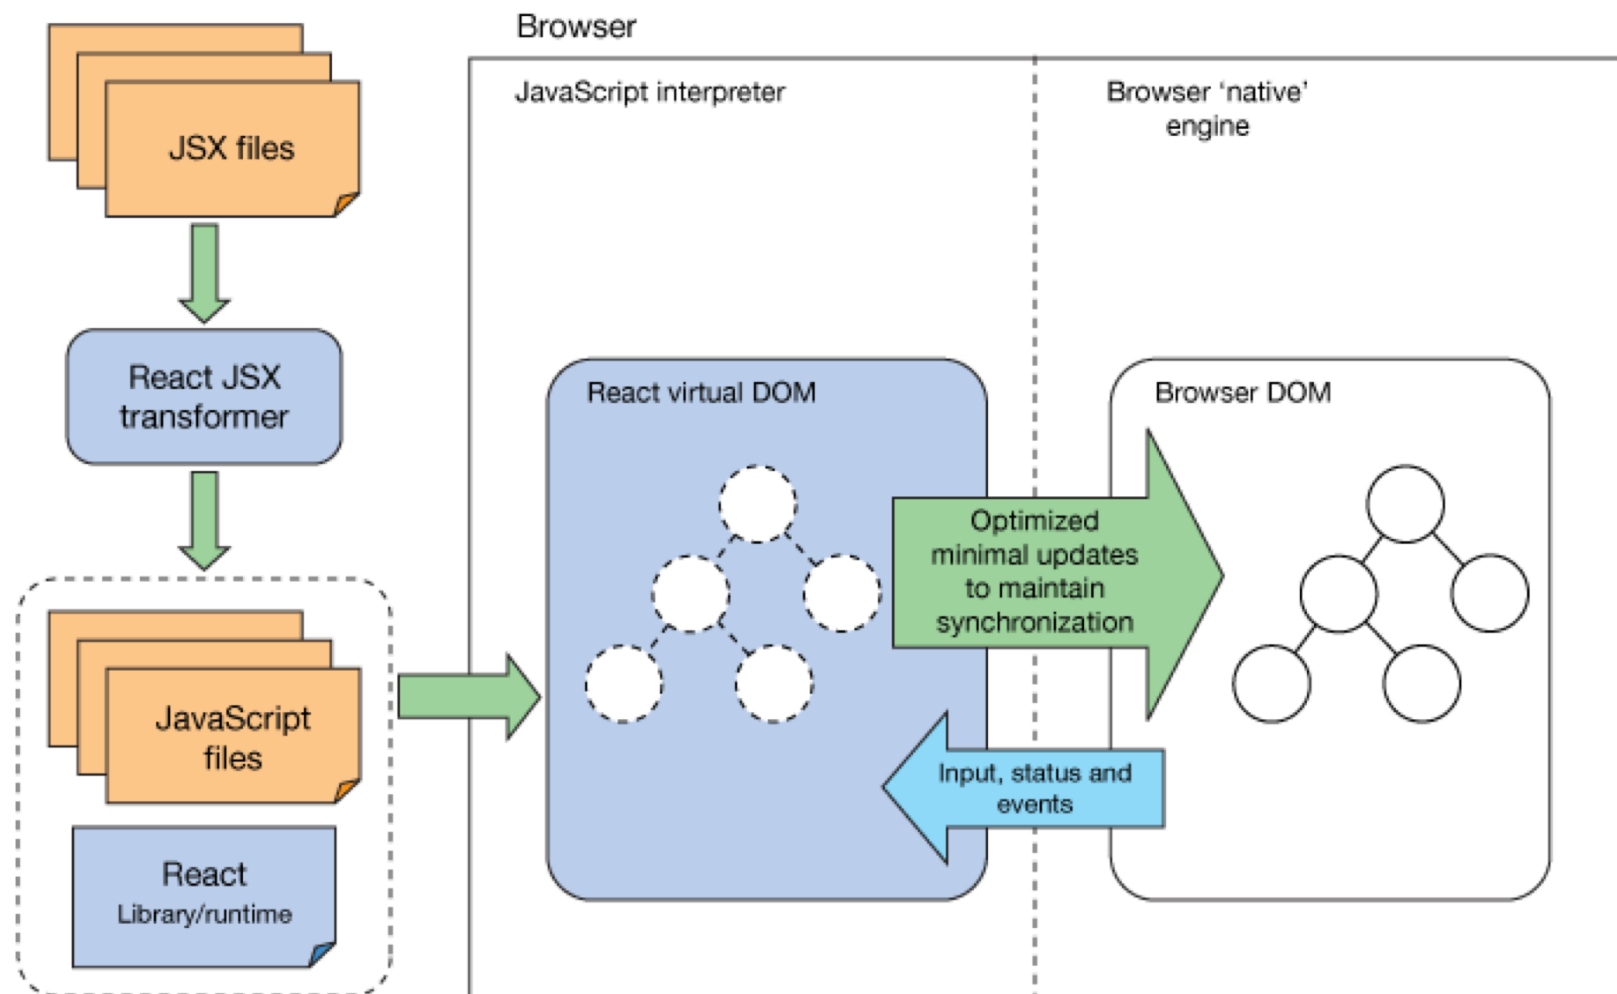 Browser
JSX files
JavaScript interpreter
Browser ‘native’
engine
React JSX
transformer
React virtual DOM
Browser DOM
Optimized
minimal updates
to maintain
synchronization
JavaScript
files
Input, status and
events
React
Library/runtime